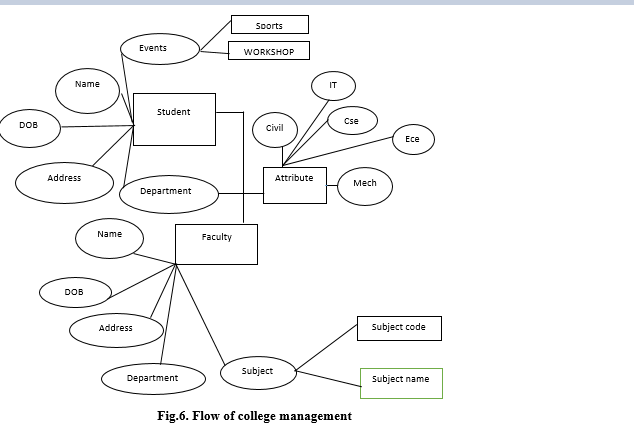 Sports
Events
WORKSHOP
Name
IT
Student
Cse
DOB
Civil
Ece
Address
Attribute
Mech
Department
Name
Faculty
DOB
Address
Subject code
Subject
Department
Subject name
Fig.6. Flow of college management